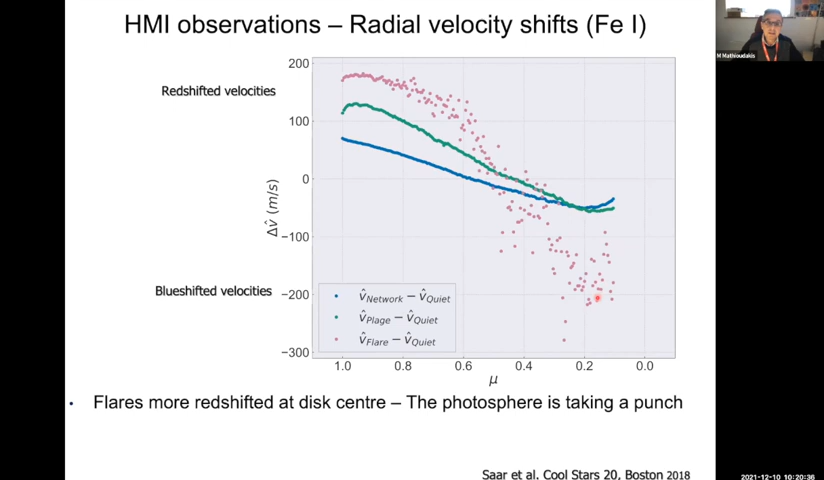 HMI observations – Radial velocity shifts (Fe I)
M Mathioudakis
Redshifted velocities
200
100
0
−100
−200
−300
Δv̂ (m/s)
Blueshifted velocities
v̂Network − v̂Quiet
v̂Plage − v̂Quiet
v̂Flare − v̂Quiet
1.0 0.8 0.6 0.4 0.2 0.0
μ
• Flares more redshifted at disk centre – The photosphere is taking a punch
Saar et al. Cool Stars 20, Boston 2018
2021-12-10 10:20:36